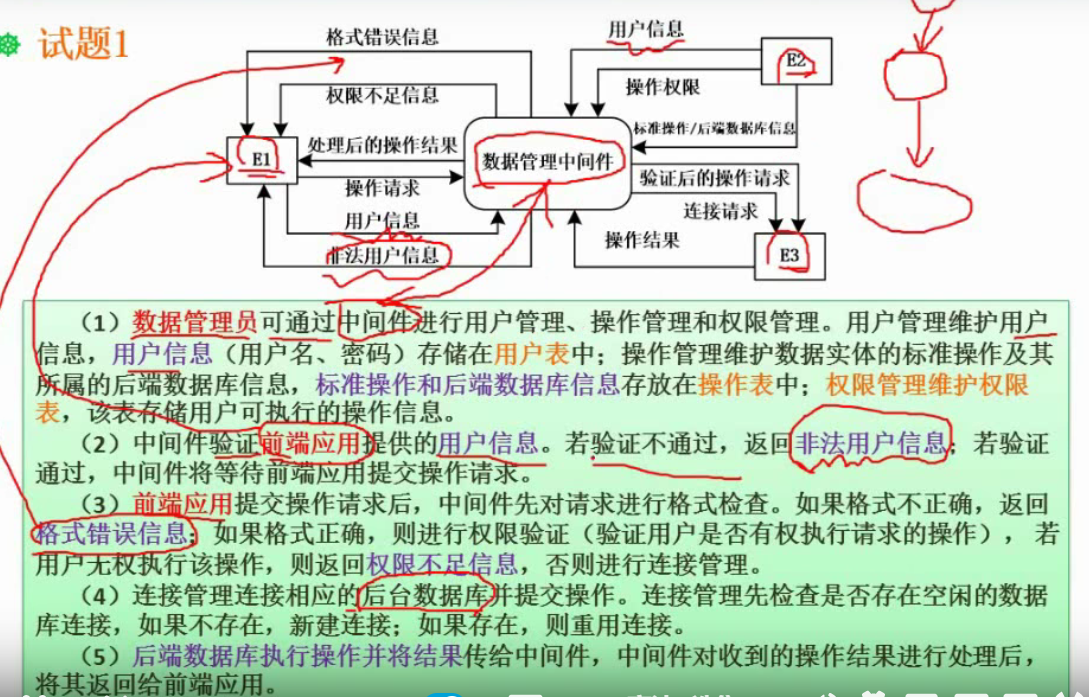 试题1
格式错误信息
用户信息
E2
权限不足信息
操作权限
标准操作/后端数据库信息
E1
处理后的操作结果
数据管理中间件
操作请求
验证后的操作请求
连接请求
用户信息
操作结果
E3
非法用户信息
（1）数据管理员可通过中间件进行用户管理、操作管理和权限管理。用户管理维护用户
信息，用户信息（用户名、密码）存储在用户表中；操作管理维护数据实体的标准操作及其
所属的后端数据库信息，标准操作和后端数据库信息存放在操作表中；权限管理维护权限
表，该表存储用户可执行的操作信息。
（2）中间件验证前端应用提供的用户信息。若验证不通过，返回非法用户信息；若验证
通过，中间件将等待前端应用提交操作请求。
（3）前端应用提交操作请求后，中间件先对请求进行格式检查。如果格式不正确，返回
格式错误信息；如果格式正确，则进行权限验证（验证用户是否有权执行请求的操作），若
用户无权执行该操作，则返回权限不足信息，否则进行连接管理。
（4）连接管理连接相应的后台数据库并提交操作。连接管理先检查是否存在空闲的数据
库连接，如果不存在，新建连接；如果存在，则重用连接。
（5）后端数据库执行操作并将结果传给中间件，中间件对收到的操作结果进行处理后，
将其返回给前端应用。